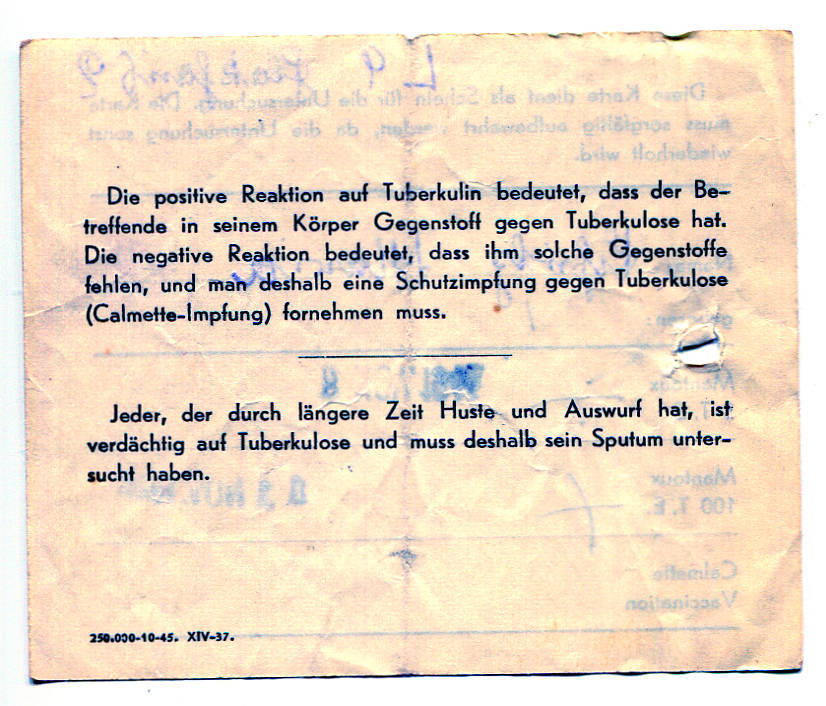 Die positive Reaktion auf Tuberkulin bedeutet, dass der Be-
treffende in seinem Körper Gegenstoff gegen Tuberkulose hat.
Die negative Reaktion bedeutet, dass ihm solche Gegenstoffe
fehlen, und man deshalb eine Schutzimpfung gegen Tuberkulose
(Calmette-Impfung) fornehmen muss.
Jeder, der durch längere Zeit Huste und Auswurf hat, ist
verdächtig auf Tuberkulose und muss deshalb sein Sputum unter-
sucht haben.
250.000-10-45. XIV-37.